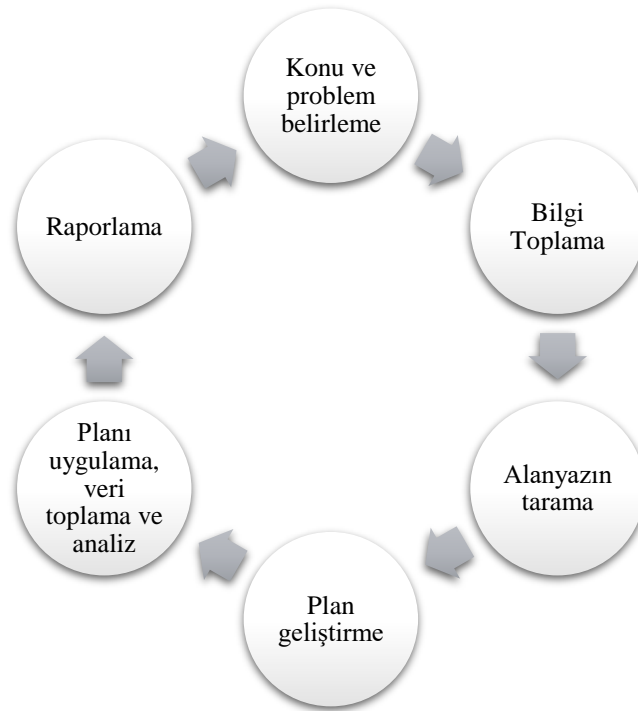 Konu ve
problem
belirleme
Bilgi
Toplama
Alanyazın
tarama
Plan
geliştirme
Planı
uygulama,
veri
toplama ve
analiz
Raporlama